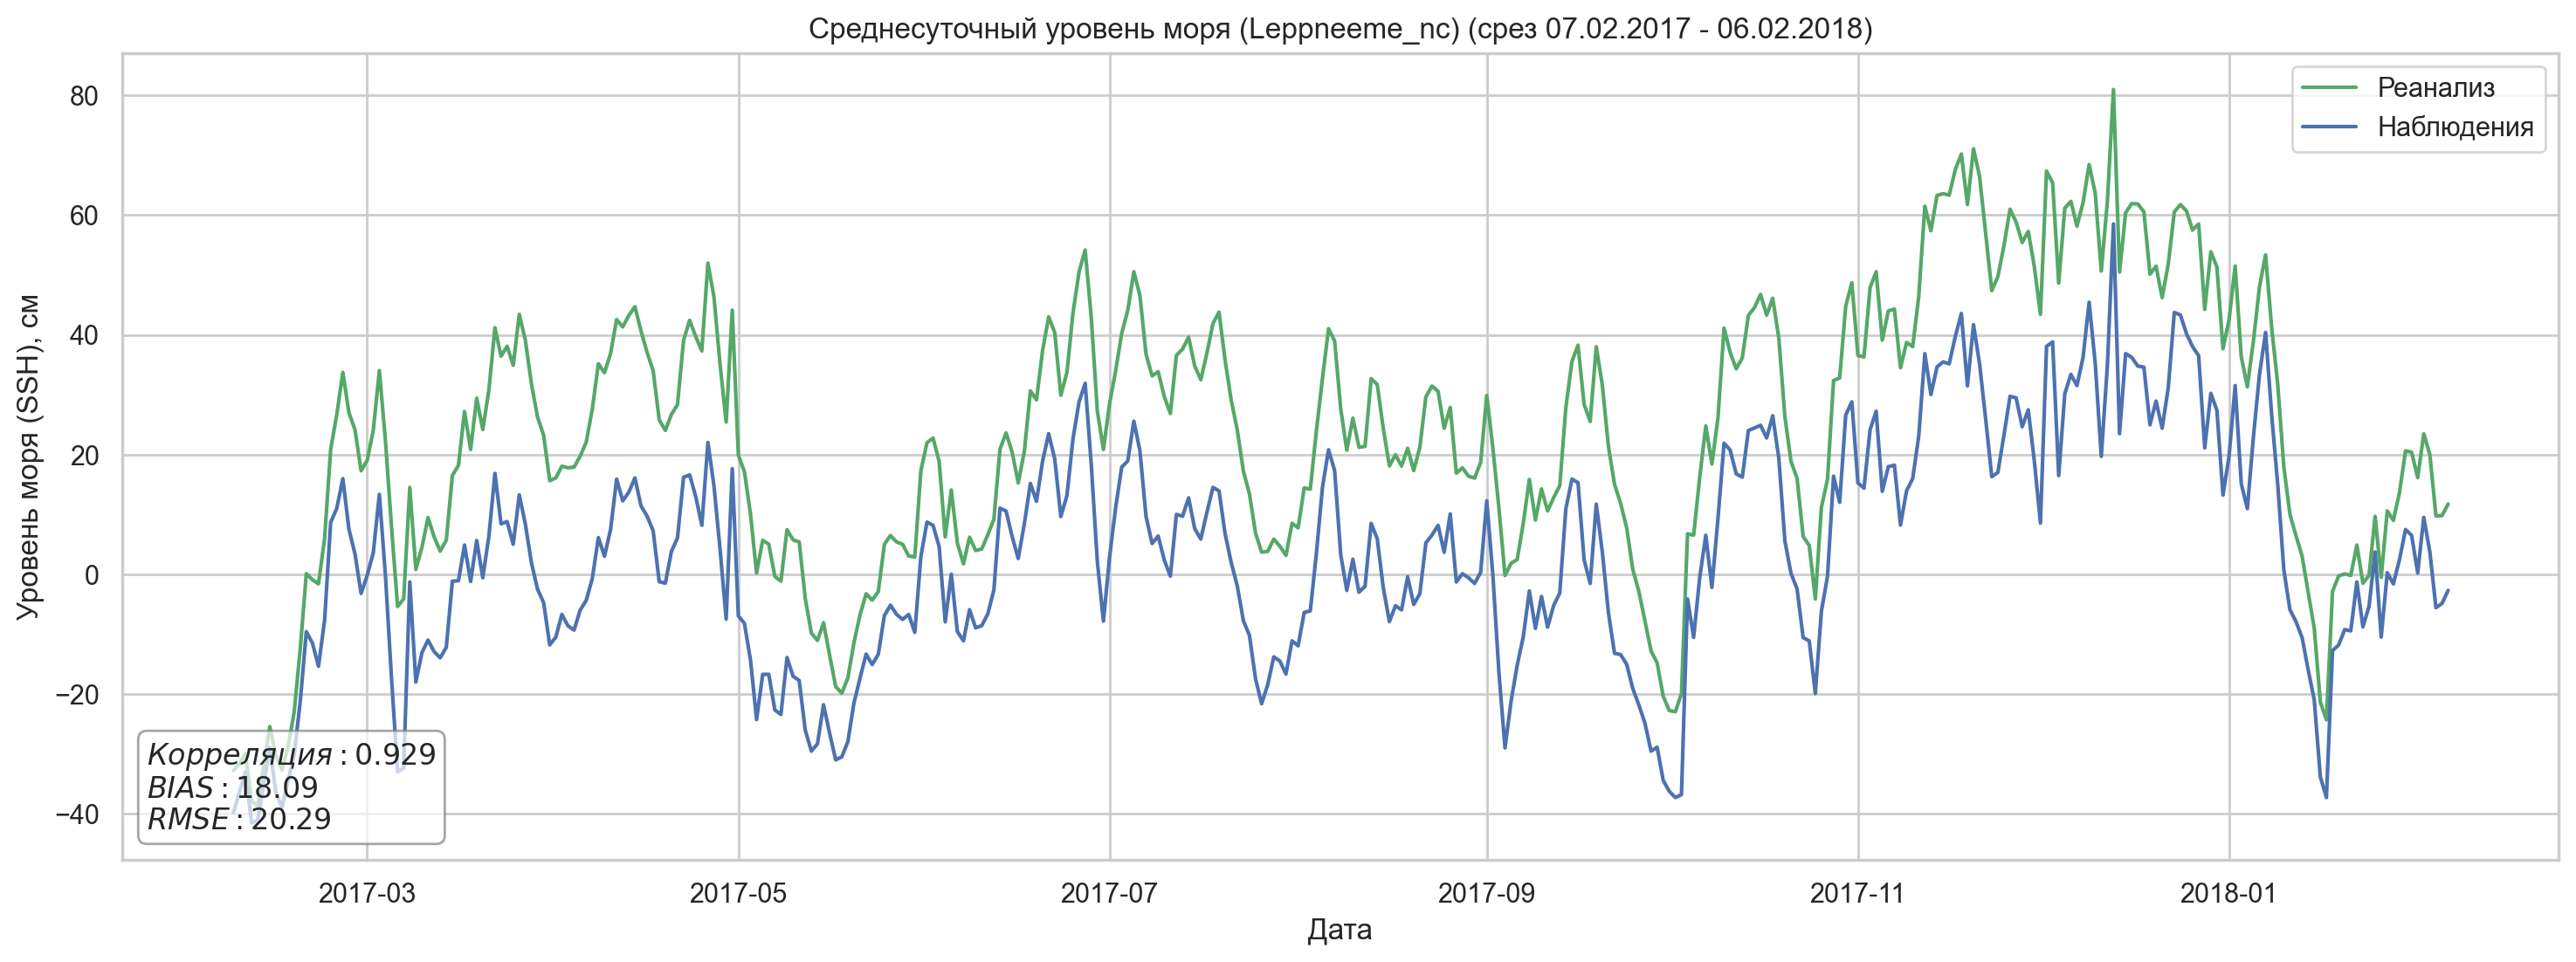 Среднесуточный уровень моря (Leppneeme_nc) (срез 07.02.2017 - 06.02.2018)
Реанализ
Наблюдения
Уровень моря (SSH), см
80
60
40
20
0
−20
−40
Корреляция : 0.929
BIAS : 18.09
RMSE : 20.29
2017-03 2017-05 2017-07 2017-09 2017-11 2018-01
Дата